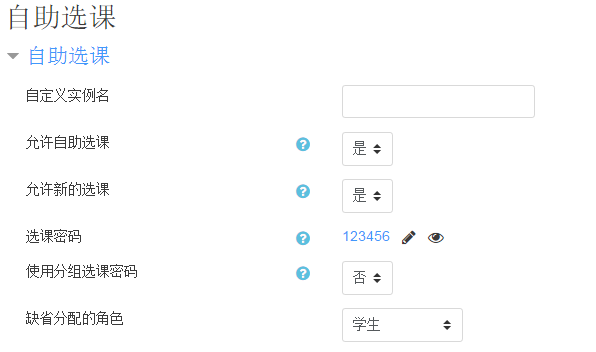 自助选课
自助选课
自定义实例名
允许自助选课 是
允许新的选课 是
选课密码 123456
使用分组选课密码 否
缺省分配的角色 学生